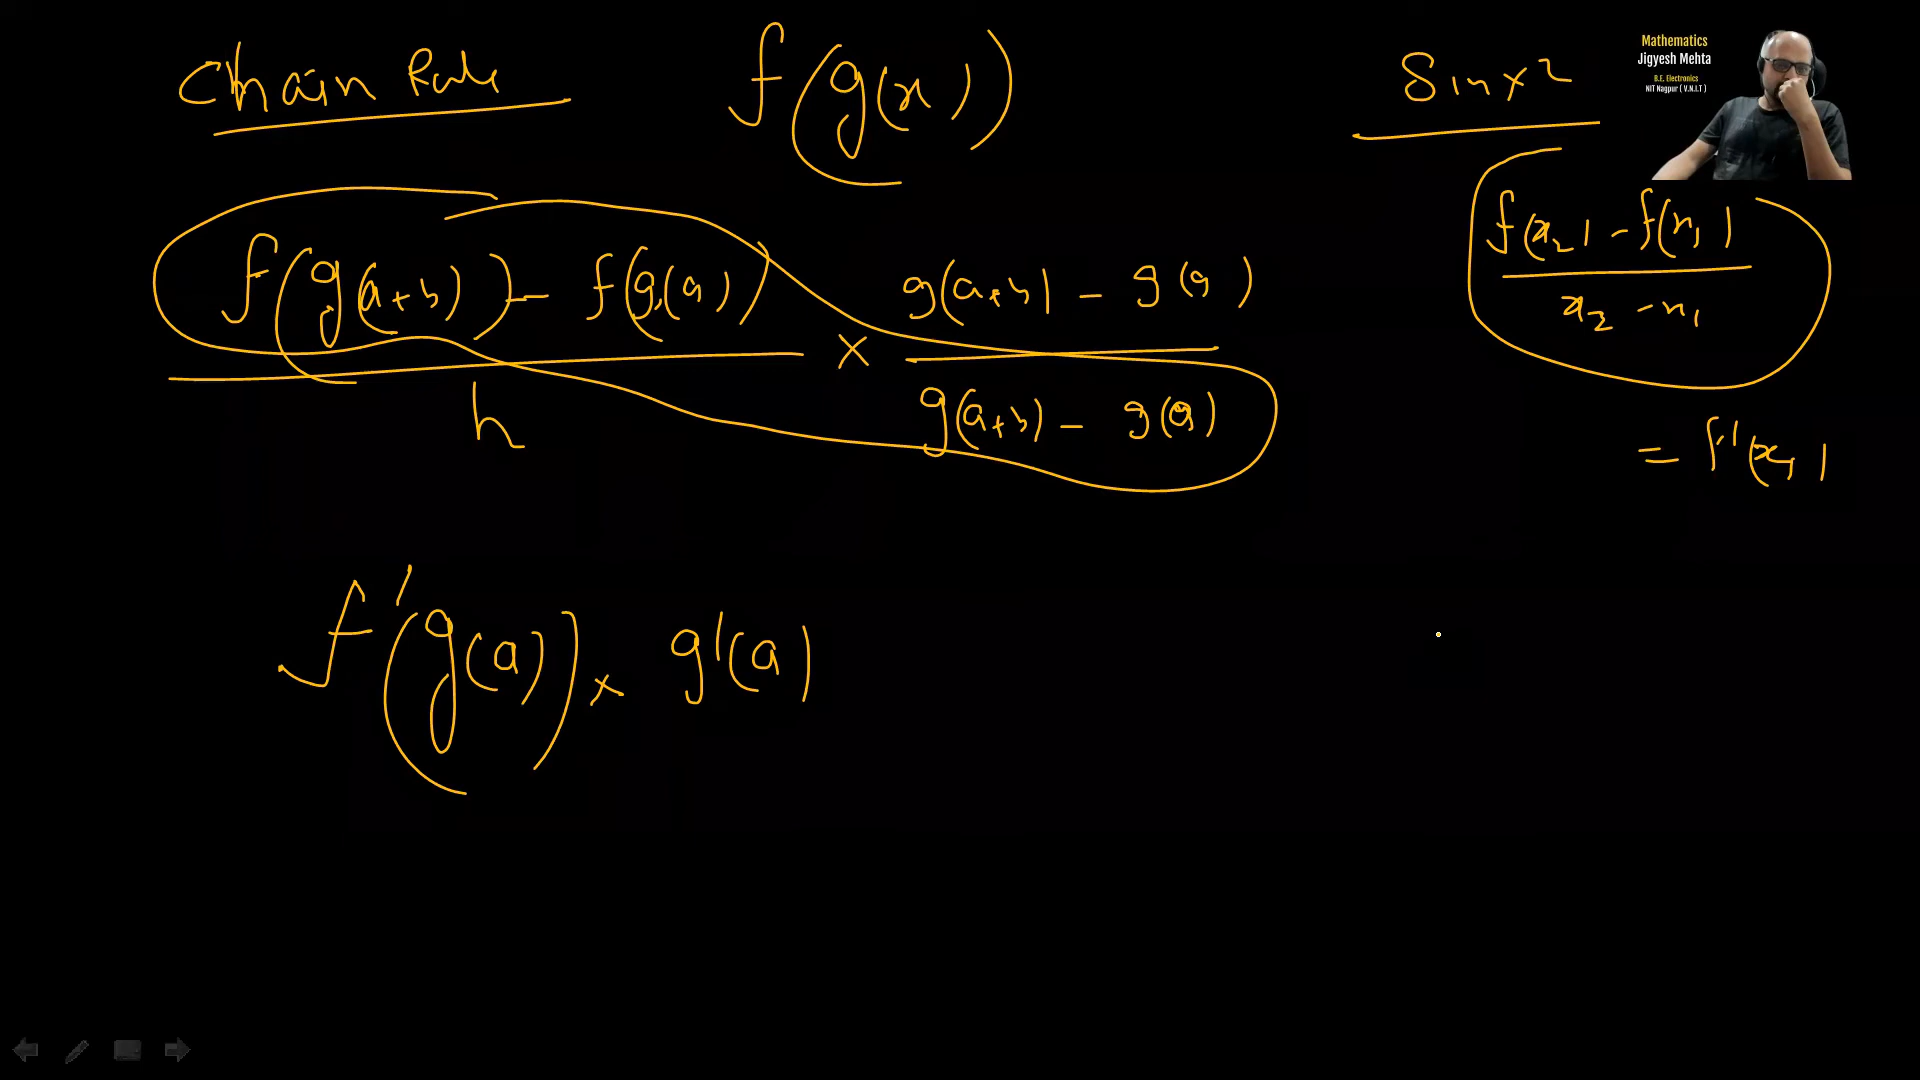 Chain Rule
f(g(x))
Sin x²
Mathematics
Jigyesh Mehta
B.E. Electronics
NIT Nagpur ( V.N.I.T )
f(g(a+h)) - f(g(a)) / h × g(a+h) - g(a) / g(a+h) - g(a)
f(x₂) - f(x₁) / x₂ - x₁
= f'(x₁)
f'(g(a)) × g'(a)